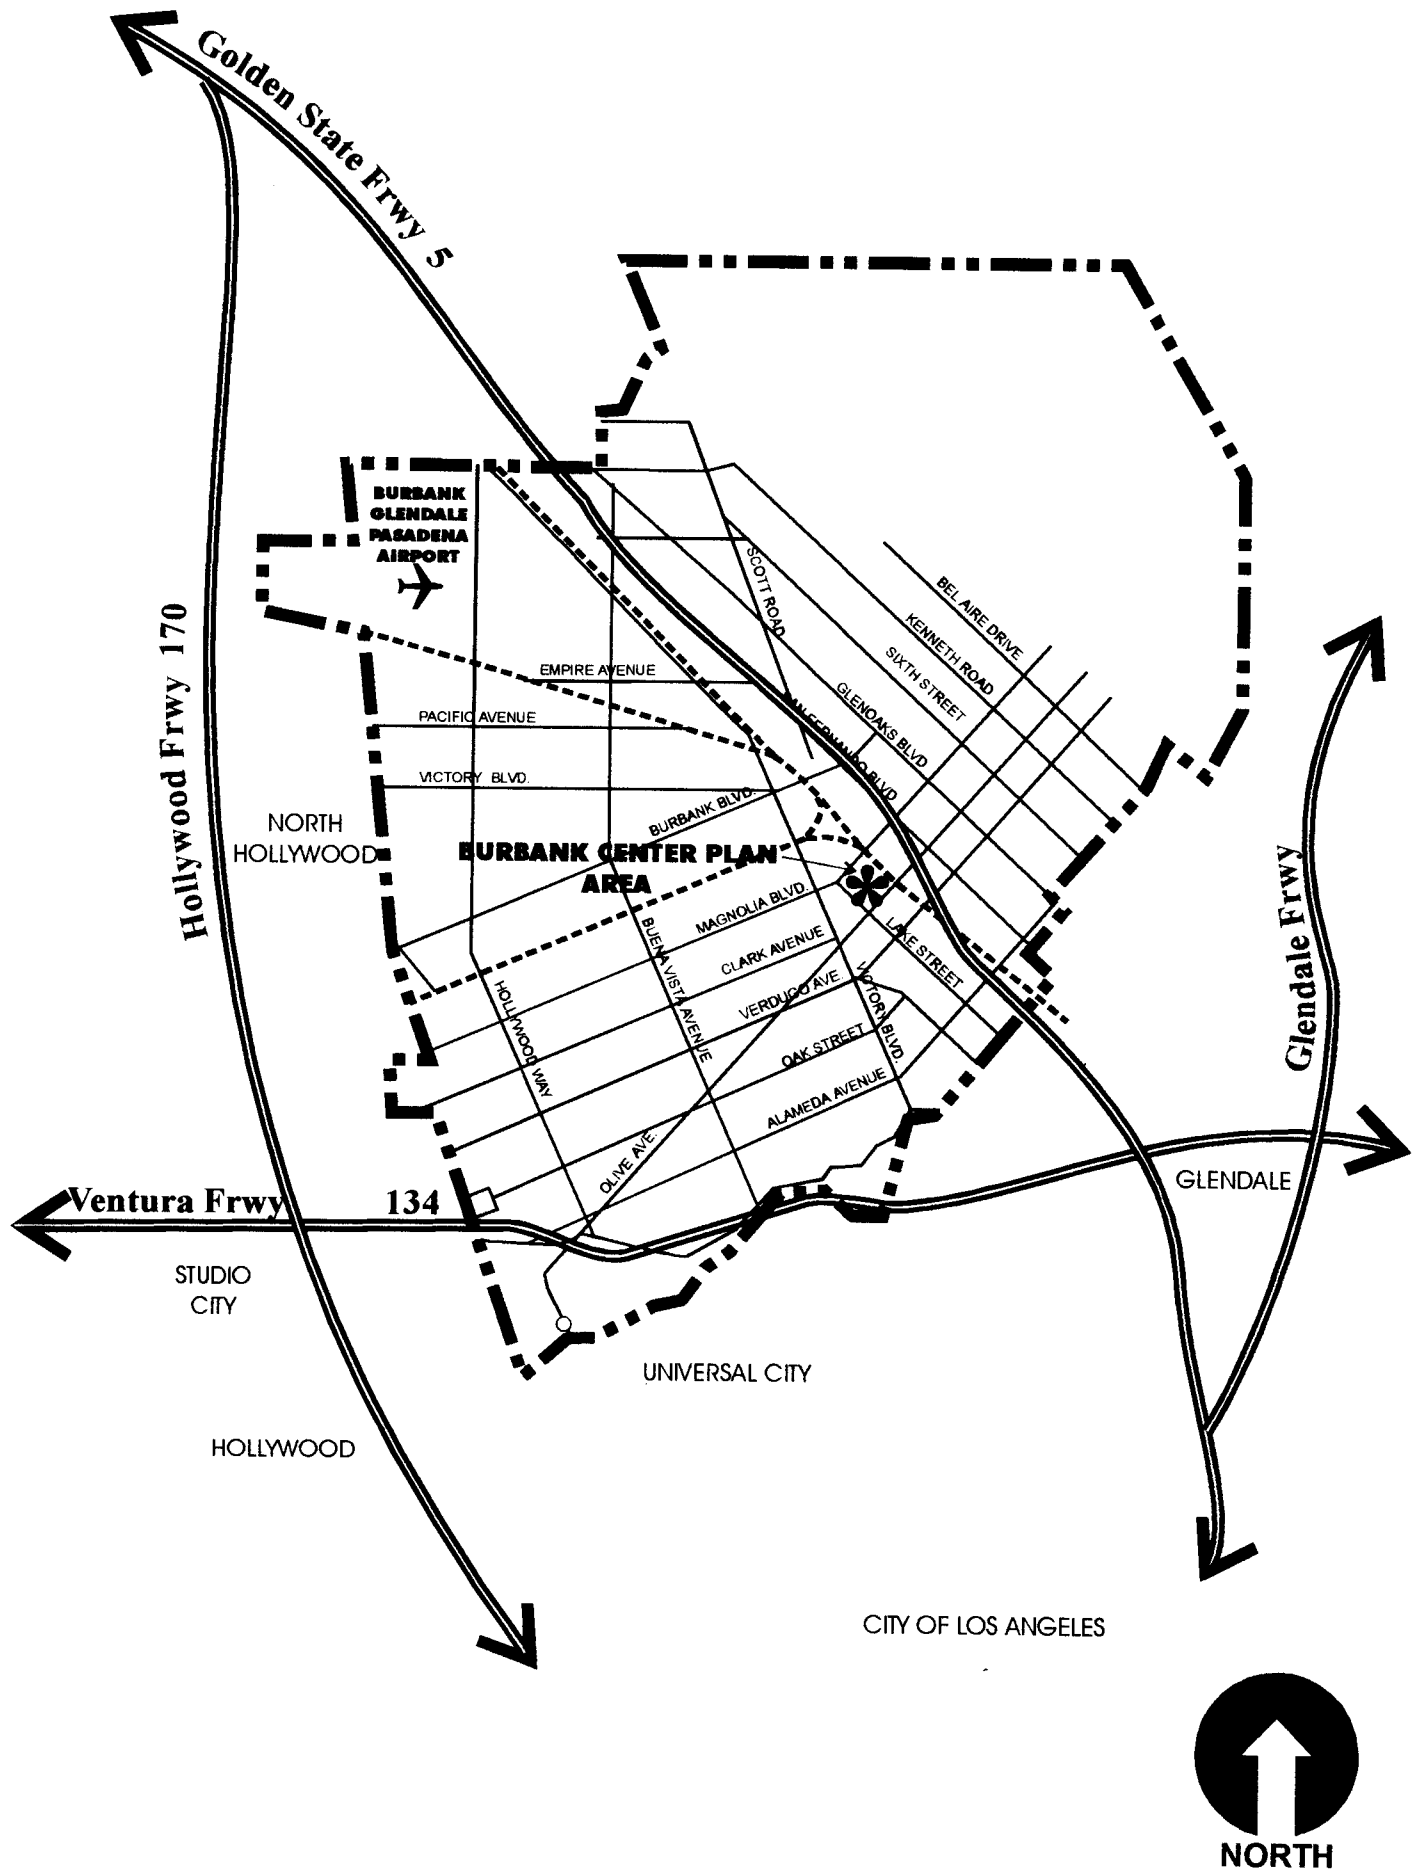 Golden State Frwy 5
BURBANK
GLENDALE
PASADENA
AIRPORT
SCOTT ROAD
BEL AIRE DRIVE
KENNETH ROAD
SIXTH STREET
GLENOAKS BLVD
EMPIRE AVENUE
PACIFIC AVENUE
VICTORY BLVD.
BURBANK BLVD.
Hollywood Frwy 170
NORTH
HOLLYWOOD
BURBANK CENTER PLAN
AREA
MAGNOLIA BLVD.
CLARK AVENUE
VERDUGO AVE.
OAK STREET
ALAMEDA AVENUE
LAKE STREET
VICTORY BLVD.
BUENA VISTA AVENUE
HOLLYWOOD WAY
OLIVE AVE.
Glendale Frwy
Ventura Frwy 134
GLENDALE
STUDIO
CITY
UNIVERSAL CITY
HOLLYWOOD
CITY OF LOS ANGELES
NORTH